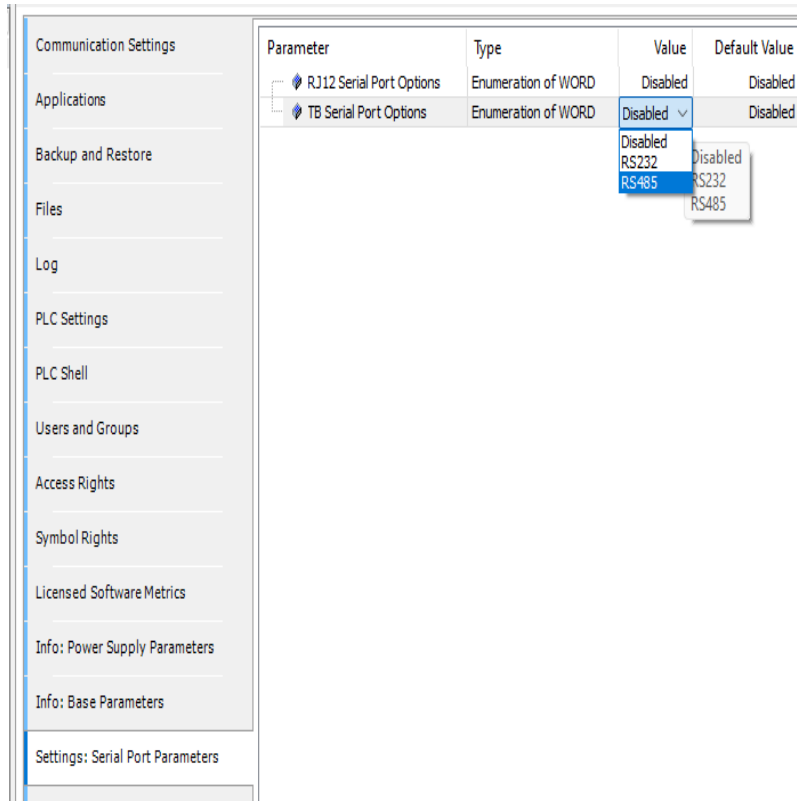 Communication Settings
Applications
Backup and Restore
Files
Log
PLC Settings
PLC Shell
Users and Groups
Access Rights
Symbol Rights
Licensed Software Metrics
Info: Power Supply Parameters
Info: Base Parameters
Settings: Serial Port Parameters
Parameter Type Value Default Value
RJ12 Serial Port Options Enumeration of WORD Disabled Disabled
TB Serial Port Options Enumeration of WORD Disabled Disabled
Disabled
RS232
RS485
Disabled
RS232
RS485